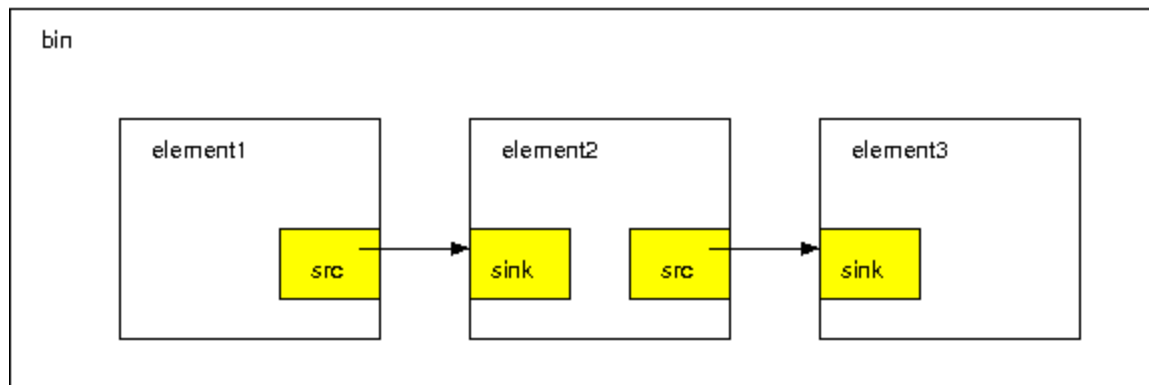 bin
element1
element2
element3
src
sink
src
sink